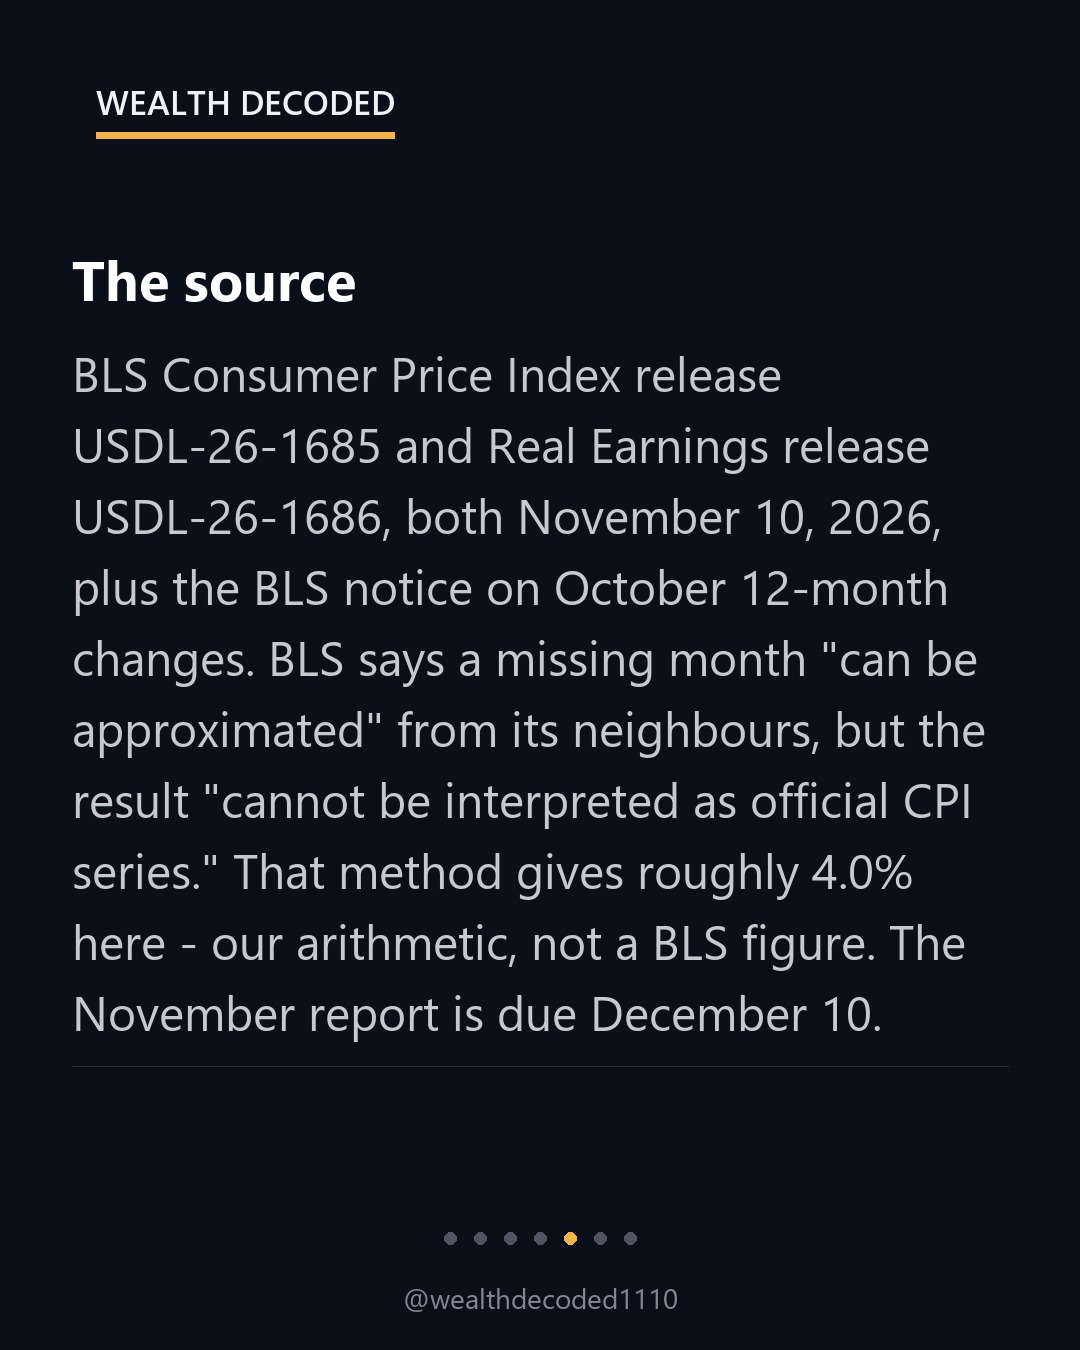 WEALTH DECODED
The source
BLS Consumer Price Index release
USDL-26-1685 and Real Earnings release
USDL-26-1686, both November 10, 2026,
plus the BLS notice on October 12-month
changes. BLS says a missing month "can be
approximated" from its neighbours, but the
result "cannot be interpreted as official CPI
series." That method gives roughly 4.0%
here - our arithmetic, not a BLS figure. The
November report is due December 10.
@wealthdecoded1110